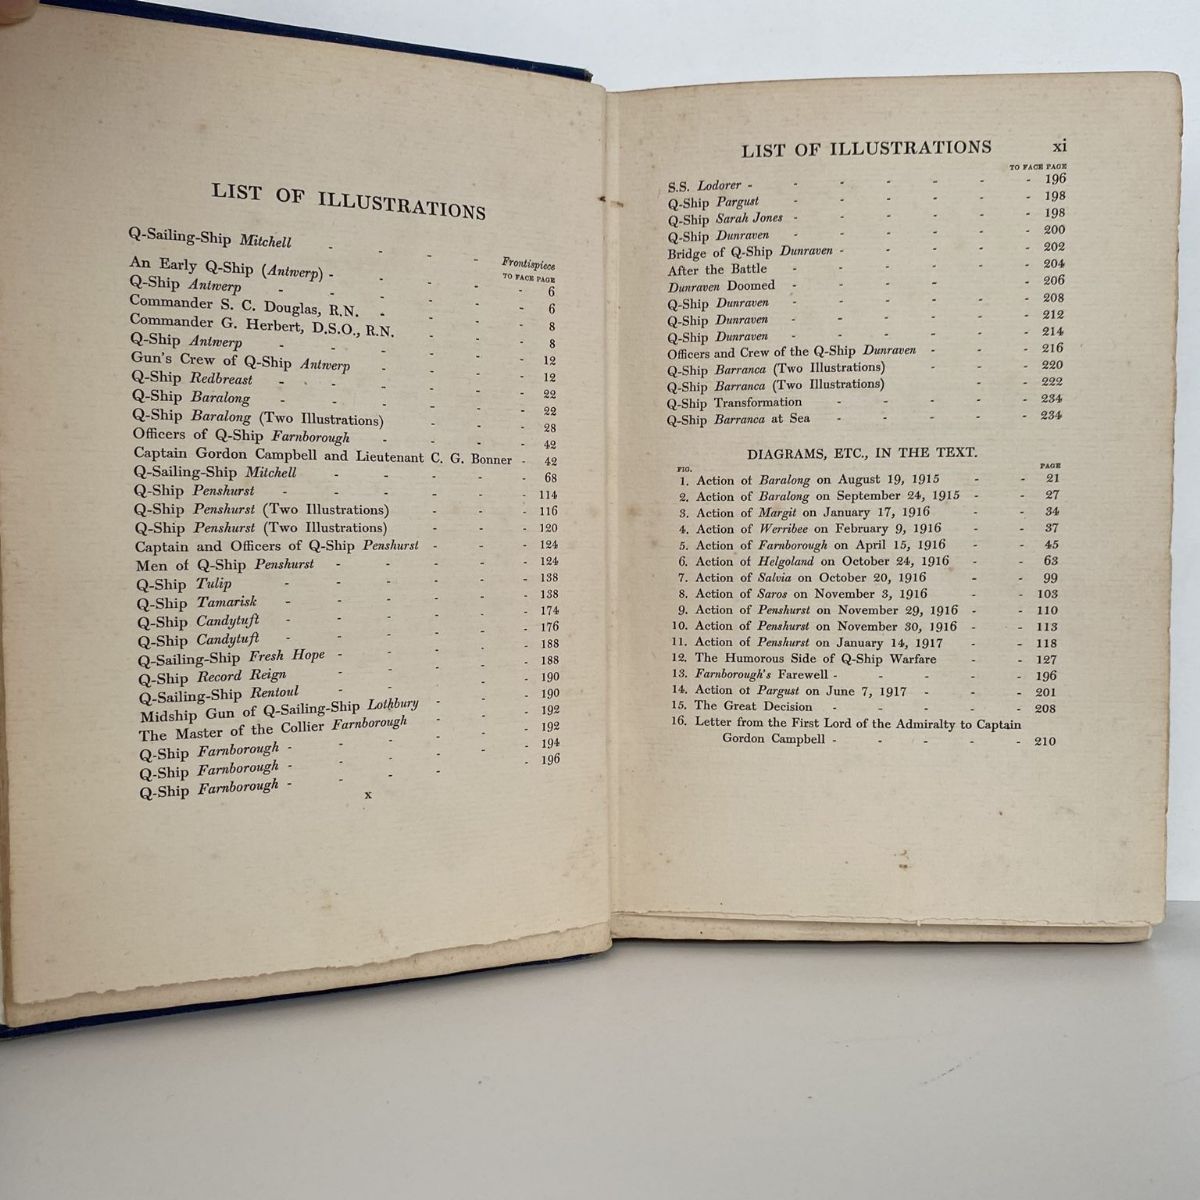 LIST OF ILLUSTRATIONS
Q-Sailing-Ship Mitchell - - - - Frontispiece
TO FACE PAGE
An Early Q-Ship (Antwerp) - - - - - 6
Q-Ship Antwerp - - - - - 6
Commander S. C. Douglas, R.N. - - - - 8
Commander G. Herbert, D.S.O., R.N. - - - 8
Q-Ship Antwerp - - - - - 12
Gun's Crew of Q-Ship Antwerp - - - - 12
Q-Ship Redbreast - - - - - 22
Q-Ship Baralong - - - - - 22
Q-Ship Baralong (Two Illustrations) - - - 28
Officers of Q-Ship Farnborough - - - - 42
Captain Gordon Campbell and Lieutenant C. G. Bonner - 42
Q-Sailing-Ship Mitchell - - - - - 68
Q-Ship Penshurst - - - - - 114
Q-Ship Penshurst (Two Illustrations) - - - 116
Q-Ship Penshurst (Two Illustrations) - - - 120
Captain and Officers of Q-Ship Penshurst - - - 124
Men of Q-Ship Penshurst - - - - - 124
Q-Ship Tulip - - - - - 138
Q-Ship Tamarisk - - - - - 138
Q-Ship Candytuft - - - - - 174
Q-Ship Candytuft - - - - - 176
Q-Sailing-Ship Fresh Hope - - - - - 188
Q-Ship Record Reign - - - - - 188
Q-Sailing-Ship Rentoul - - - - - 190
Midship Gun of Q-Sailing-Ship Lothbury - - - 190
The Master of the Collier Farnborough - - - 192
Q-Ship Farnborough - - - - - 192
Q-Ship Farnborough - - - - - 194
Q-Ship Farnborough - - - - - 196
x
LIST OF ILLUSTRATIONS xi
TO FACE PAGE
S.S. Lodorer - - - - - - - 196
Q-Ship Pargust - - - - - - 198
Q-Ship Sarah Jones - - - - - - 198
Q-Ship Dunraven - - - - - - 200
Bridge of Q-Ship Dunraven - - - - - 202
After the Battle - - - - - - 204
Dunraven Doomed - - - - - - 206
Q-Ship Dunraven - - - - - - 208
Q-Ship Dunraven - - - - - - 212
Q-Ship Dunraven - - - - - - 214
Officers and Crew of the Q-Ship Dunraven - - - 216
Q-Ship Barranca (Two Illustrations) - - - 220
Q-Ship Barranca (Two Illustrations) - - 222
Q-Ship Transformation - - - - - 234
Q-Ship Barranca at Sea - - - - - 234
DIAGRAMS, ETC., IN THE TEXT.
FIG. PAGE
1. Action of Baralong on August 19, 1915 - - 21
2. Action of Baralong on September 24, 1915 - - 27
3. Action of Margit on January 17, 1916 - - 34
4. Action of Werribee on February 9, 1916 - - 37
5. Action of Farnborough on April 15, 1916 - - 45
6. Action of Helgoland on October 24, 1916 - - 63
7. Action of Salvia on October 20, 1916 - - 99
8. Action of Saros on November 3, 1916 - - 103
9. Action of Penshurst on November 29, 1916 - - 110
10. Action of Penshurst on November 30, 1916 - - 113
11. Action of Penshurst on January 14, 1917 - - 118
12. The Humorous Side of Q-Ship Warfare - - 127
13. Farnborough's Farewell - - - - - 196
14. Action of Pargust on June 7, 1917 - - - 201
15. The Great Decision - - - - - 208
16. Letter from the First Lord of the Admiralty to Captain
Gordon Campbell - - - - - 210